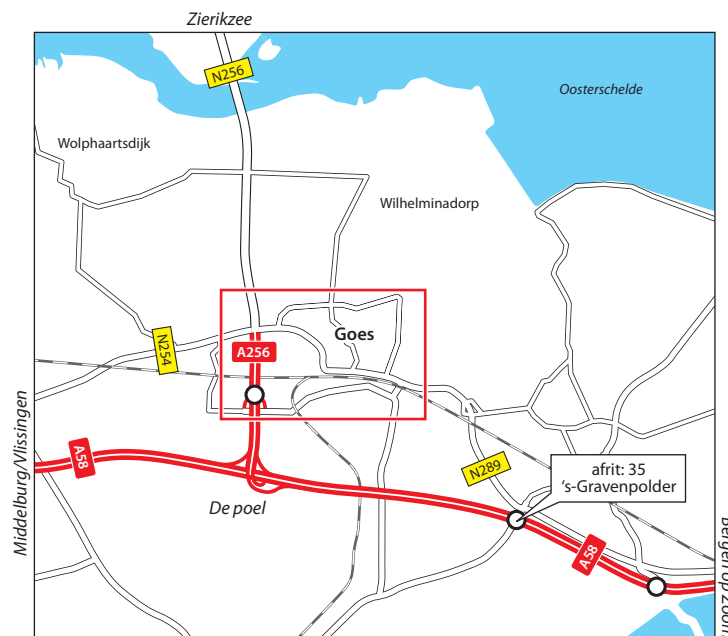 Zierikzee
N256
Oosterschelde
Wolphaartsdijk
Wilhelminadorp
Goes
N254
A256
Middelburg/Vlissingen
A58
N289
afrit: 35
's-Gravenpolder
De poel
A58
Bergen op Zoom